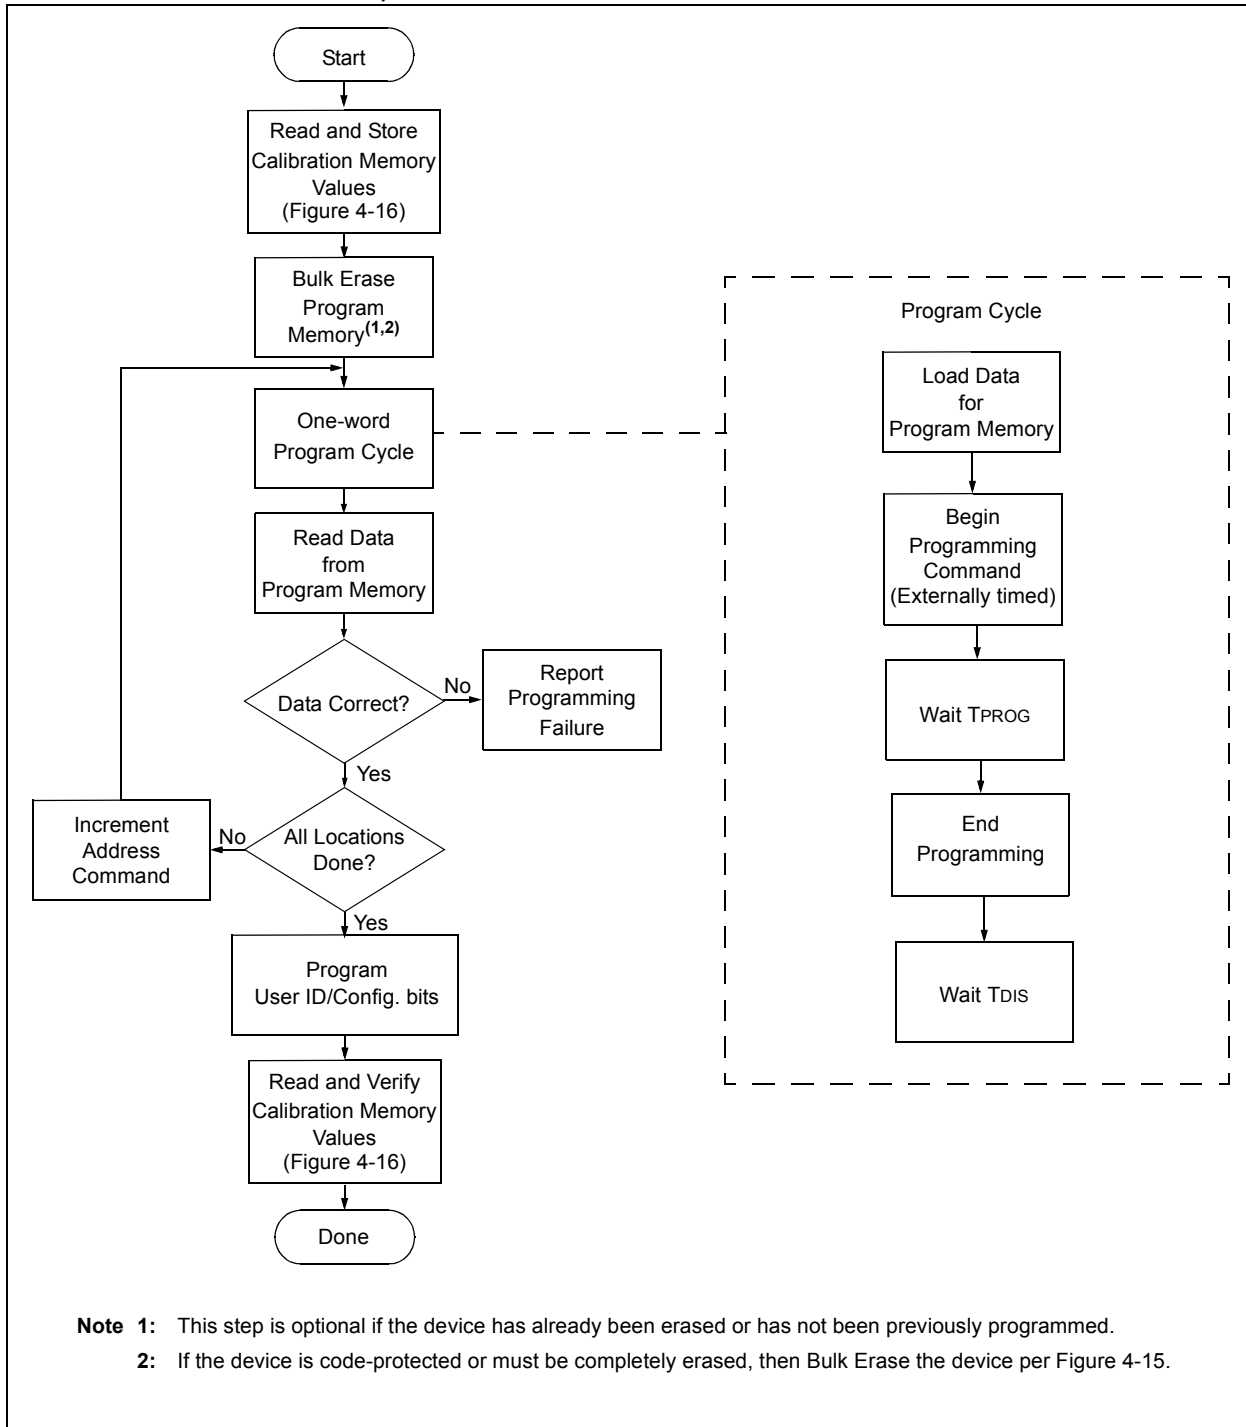 Start
Read and Store
Calibration Memory
Values
(Figure 4-16)
Bulk Erase
Program
Memory(1,2)
One-word
Program Cycle
Read Data
from
Program Memory
Data Correct?
No
Report
Programming
Failure
Yes
All Locations
Done?
No
Increment
Address
Command
Yes
Program
User ID/Config. bits
Read and Verify
Calibration Memory
Values
(Figure 4-16)
Done
Program Cycle
Load Data
for
Program Memory
Begin
Programming
Command
(Externally timed)
Wait TPROG
End
Programming
Wait TDIS
Note 1: This step is optional if the device has already been erased or has not been previously programmed.
2: If the device is code-protected or must be completely erased, then Bulk Erase the device per Figure 4-15.